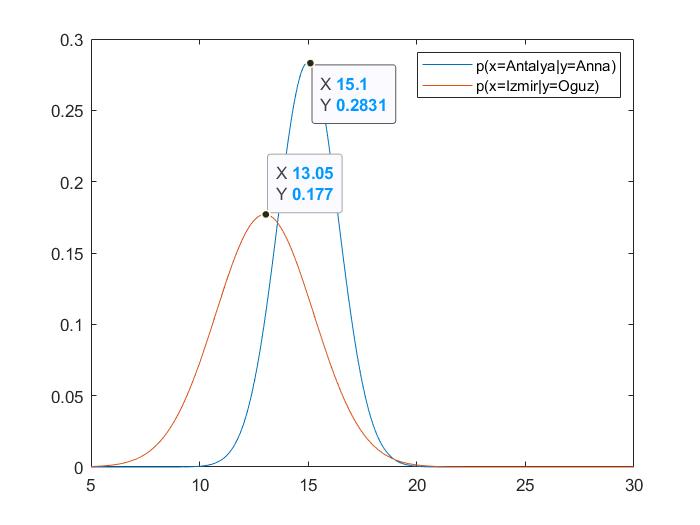 0.3
p(x=Antalya|y=Anna)
p(x=Izmir|y=Oguz)
X 15.1
Y 0.2831
0.25
0.2
X 13.05
Y 0.177
0.15
0.1
0.05
0
5 10 15 20 25 30